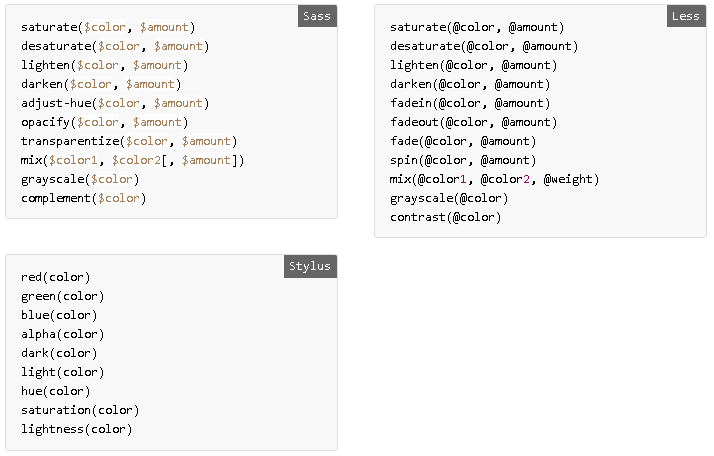 Sass
saturate($color, $amount)
desaturate($color, $amount)
lighten($color, $amount)
darken($color, $amount)
adjust-hue($color, $amount)
opacify($color, $amount)
transparentize($color, $amount)
mix($color1, $color2[, $amount])
grayscale($color)
complement($color)
Less
saturate(@color, @amount)
desaturate(@color, @amount)
lighten(@color, @amount)
darken(@color, @amount)
fadein(@color, @amount)
fadeout(@color, @amount)
fade(@color, @amount)
spin(@color, @amount)
mix(@color1, @color2, @weight)
grayscale(@color)
contrast(@color)
Stylus
red(color)
green(color)
blue(color)
alpha(color)
dark(color)
light(color)
hue(color)
saturation(color)
lightness(color)